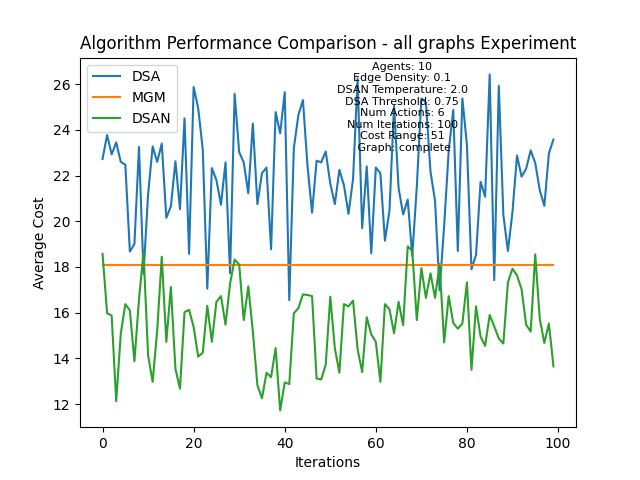 Algorithm Performance Comparison - all graphs Experiment
DSA
MGM
DSAN
Agents: 10
Edge Density: 0.1
DSAN Temperature: 2.0
DSA Threshold: 0.75
Num Actions: 6
Num Iterations: 100
Cost Range: 51
Graph: complete
Average Cost
26
24
22
20
18
16
14
12
0
20
40
60
80
100
Iterations